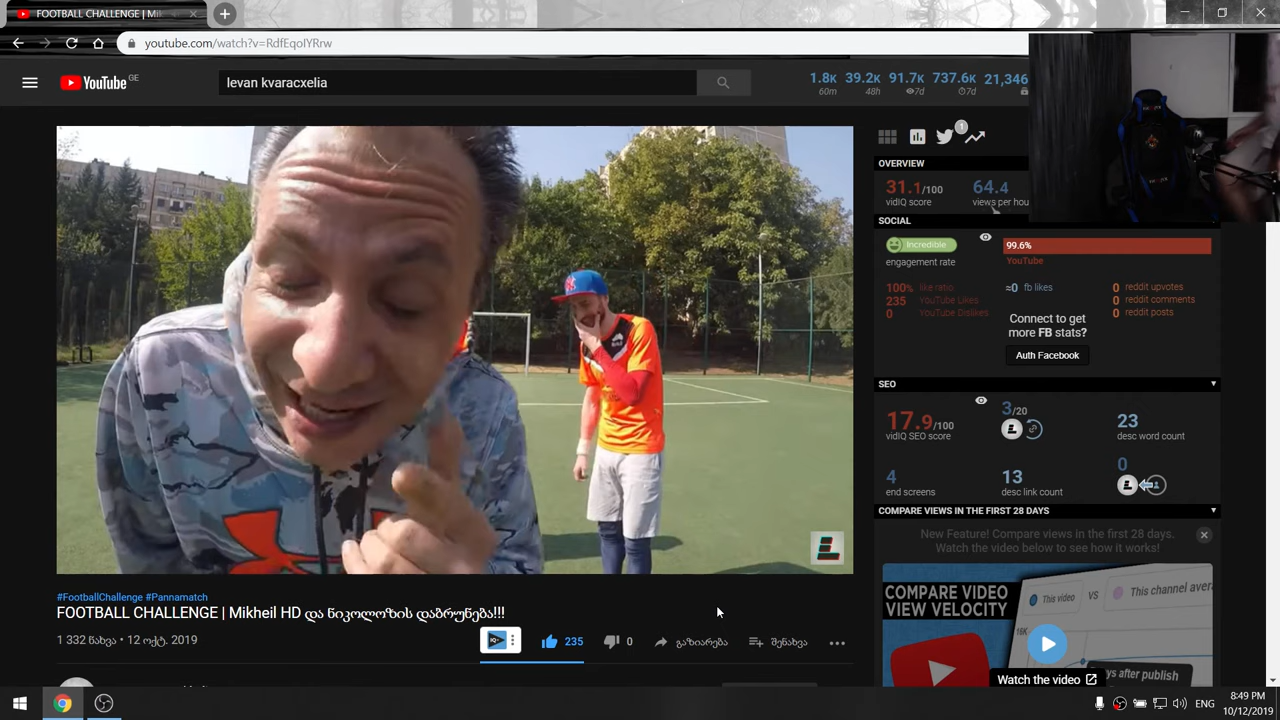 FOOTBALL CHALLENGE | Mi
youtube.com/watch?v=RdfEqoIYRrw
YouTube GE
levan kvaracxelia
1.8K 39.2K 91.7K 737.6K 21,346
60m 48h 7d 7d
1
OVERVIEW
31.1/100 64.4
vidIQ score views per hou
SOCIAL
Incredible 99.6%
engagement rate YouTube
100% like ratio ≈0 fb likes 0 reddit upvotes
235 YouTube Likes 0 reddit comments
0 YouTube Dislikes 0 reddit posts
Connect to get
more FB stats?
Auth Facebook
SEO
17.9/100 3/20 23
vidIQ SEO score desc word count
4 13 0
end screens desc link count
COMPARE VIEWS IN THE FIRST 28 DAYS
New Feature! Compare views in the first 28 days.
Watch the video below to see how it works!
COMPARE VIDEO
VIEW VELOCITY
This video VS This channel aver
16K
days after publish
Watch the video
#FootballChallenge #Pannamatch
FOOTBALL CHALLENGE | Mikheil HD და ნიკოლოზის დაბრუნება!!!
1 332 ნახვა • 12 ოქტ. 2019
IQ 235 0 გაზიარება შენახვა
ENG
8:49 PM
10/12/2019